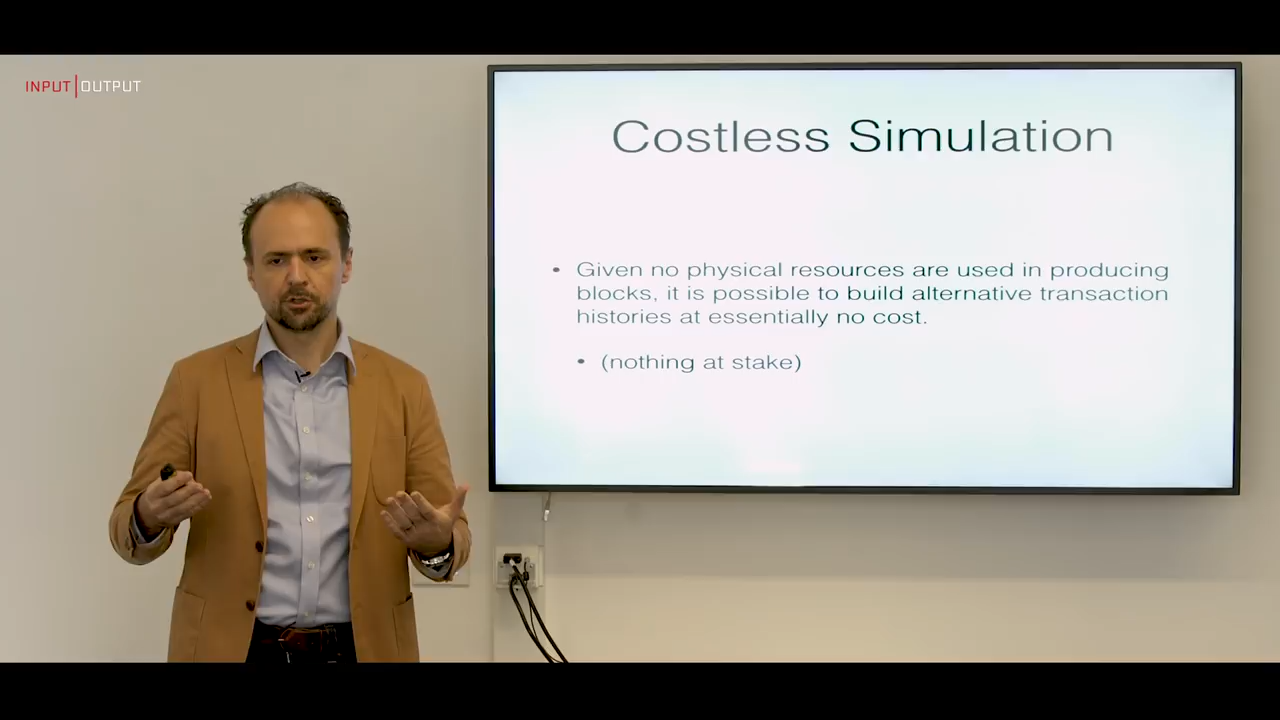 INPUT|OUTPUT
Costless Simulation
• Given no physical resources are used in producing
blocks, it is possible to build alternative transaction
histories at essentially no cost.
• (nothing at stake)